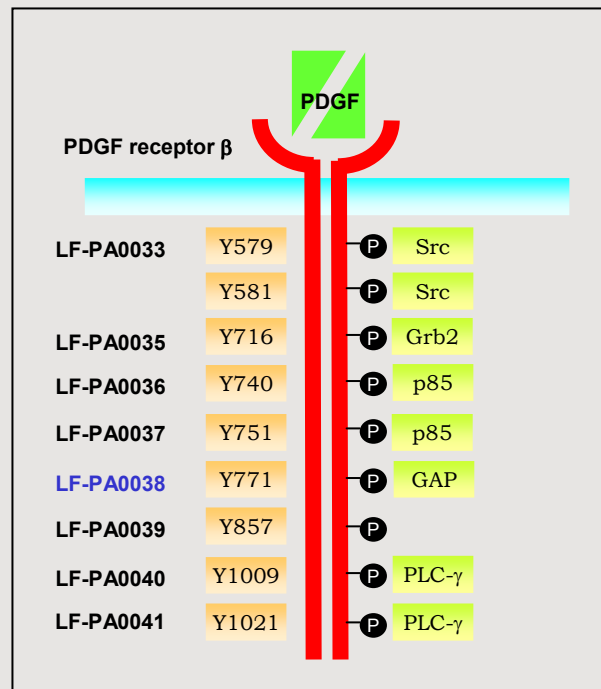 PDGF
PDGF receptor β
LF-PA0033 Y579 P Src
Y581 P Src
LF-PA0035 Y716 P Grb2
LF-PA0036 Y740 P p85
LF-PA0037 Y751 P p85
LF-PA0038 Y771 P GAP
LF-PA0039 Y857 P
LF-PA0040 Y1009 P PLC-γ
LF-PA0041 Y1021 P PLC-γ